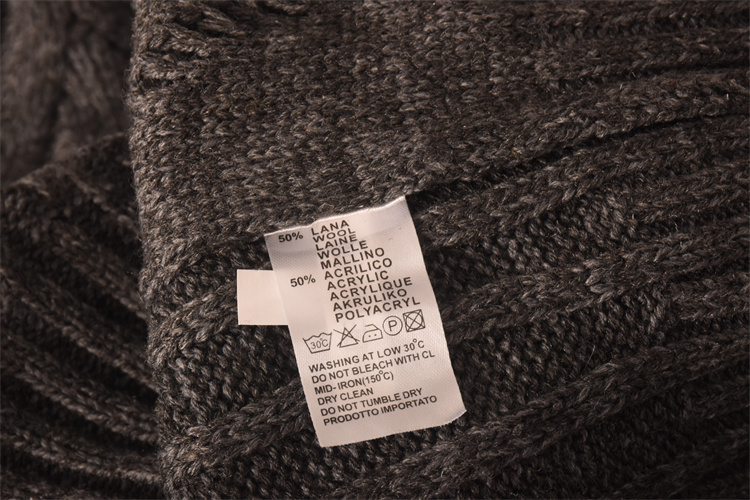 50% LANA
WOOL
LAINE
WOLLE
MALLINO
50% ACRILICO
ACRYLIC
ACRYLIQUE
AKRULIKO
POLYACRYL
30°C P
WASHING AT LOW 30°C
DO NOT BLEACH WITH CL
MID-IRON(150°C)
DRY CLEAN
DO NOT TUMBLE DRY
PRODOTTO IMPORTATO